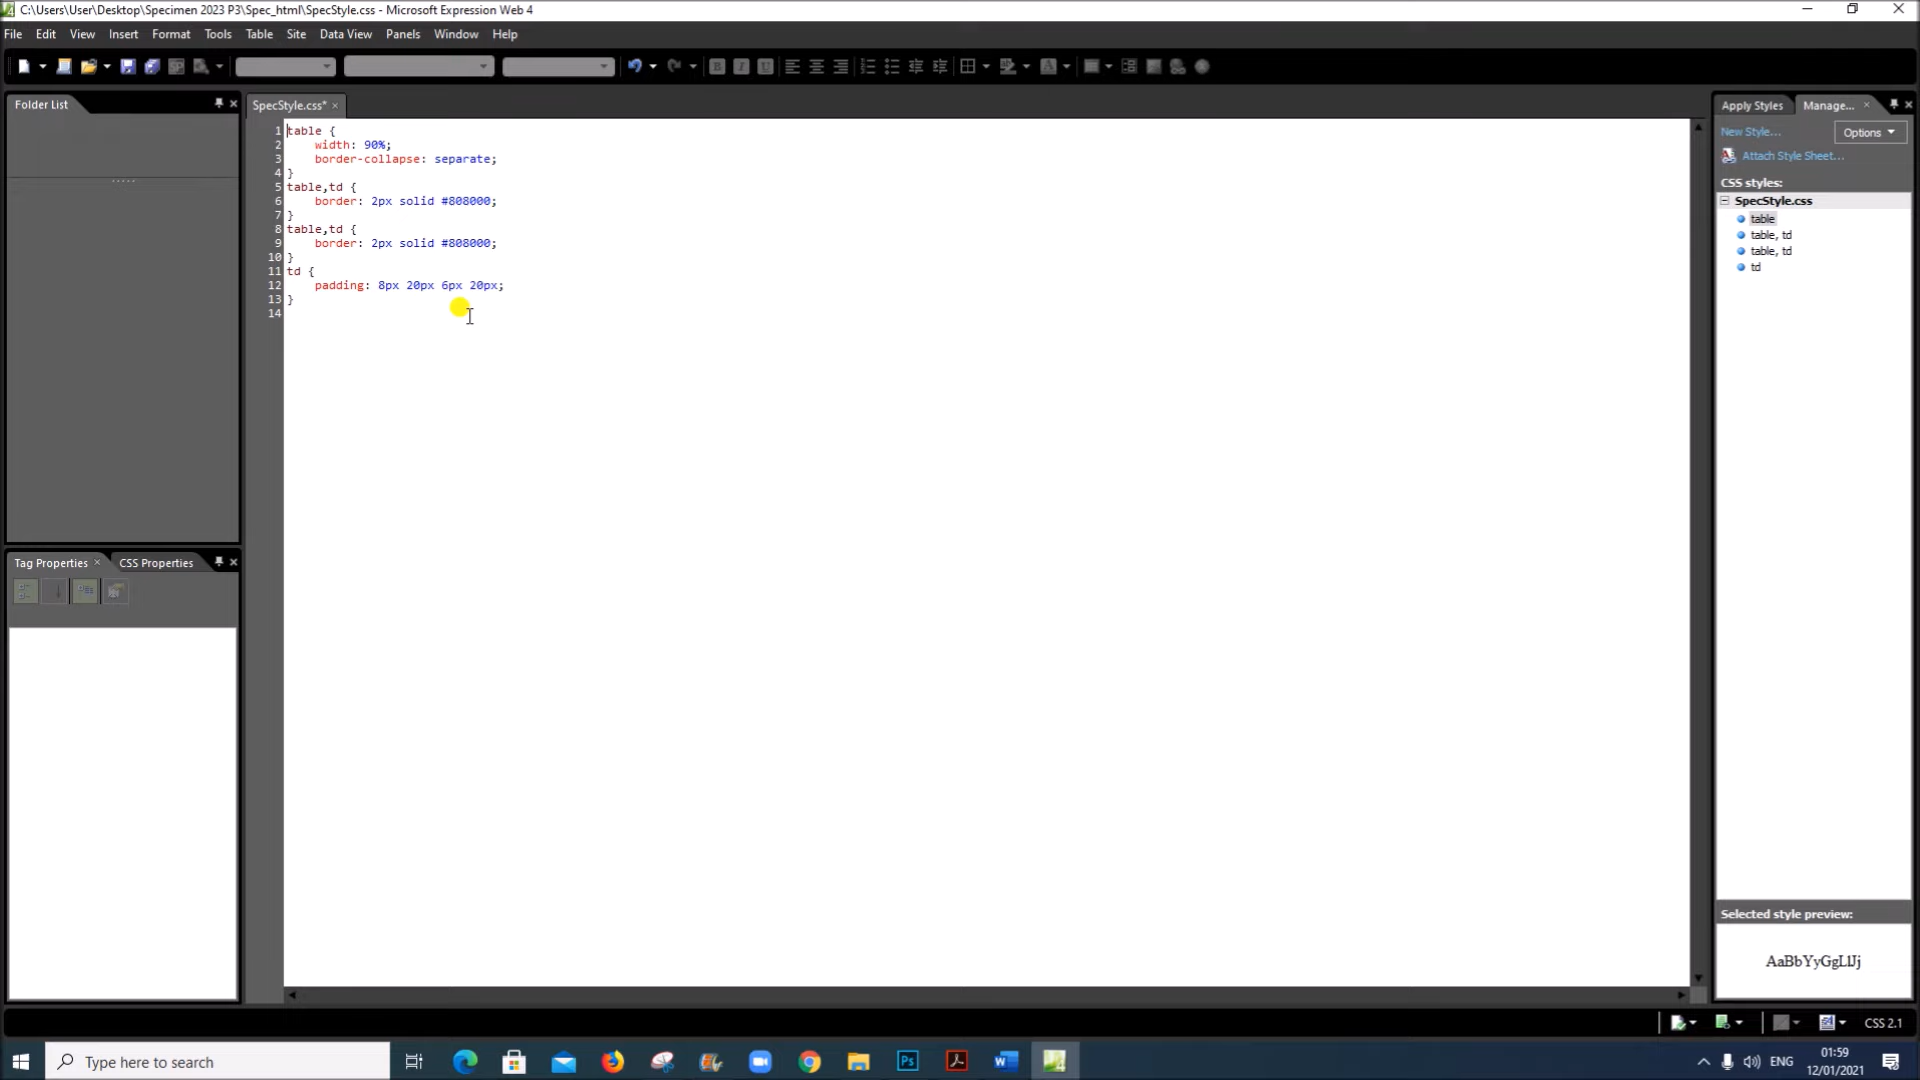 C:\Users\User\Desktop\Specimen 2023 P3\Spec_html\SpecStyle.css - Microsoft Expression Web 4
File Edit View Insert Format Tools Table Site Data View Panels Window Help
Folder List
SpecStyle.css*
Apply Styles Manage...
New Style... Options
Attach Style Sheet...
CSS styles:
SpecStyle.css
table
table, td
table, td
td
1 table {
2 width: 90%;
3 border-collapse: separate;
4 }
5 table,td {
6 border: 2px solid #808000;
7 }
8 table,td {
9 border: 2px solid #808000;
10 }
11 td {
12 padding: 8px 20px 6px 20px;
13 }
14
Tag Properties CSS Properties
Selected style preview:
AaBbYyGgLlJj
CSS 2.1
Type here to search
ENG
01:59
12/01/2021